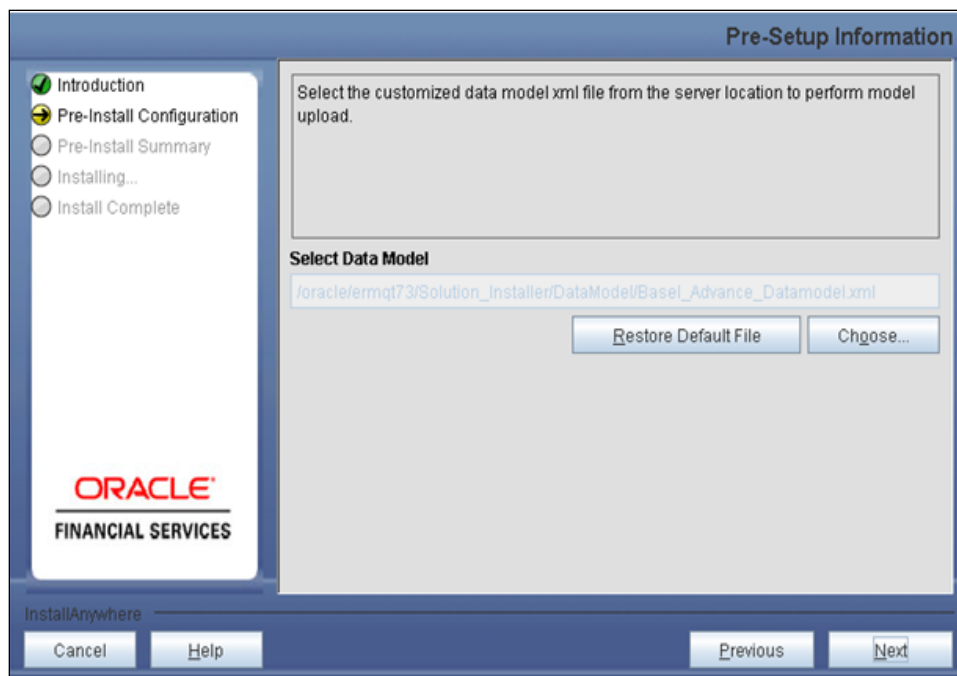 Pre-Setup Information
Introduction
Pre-Install Configuration
Pre-Install Summary
Installing...
Install Complete
ORACLE
FINANCIAL SERVICES
Select the customized data model xml file from the server location to perform model
upload.
Select Data Model
/oracle/ermqt73/Solution_Installer/DataModel/Basel_Advance_Datamodel.xml
Restore Default File
Choose...
InstallAnywhere
Cancel
Help
Previous
Next